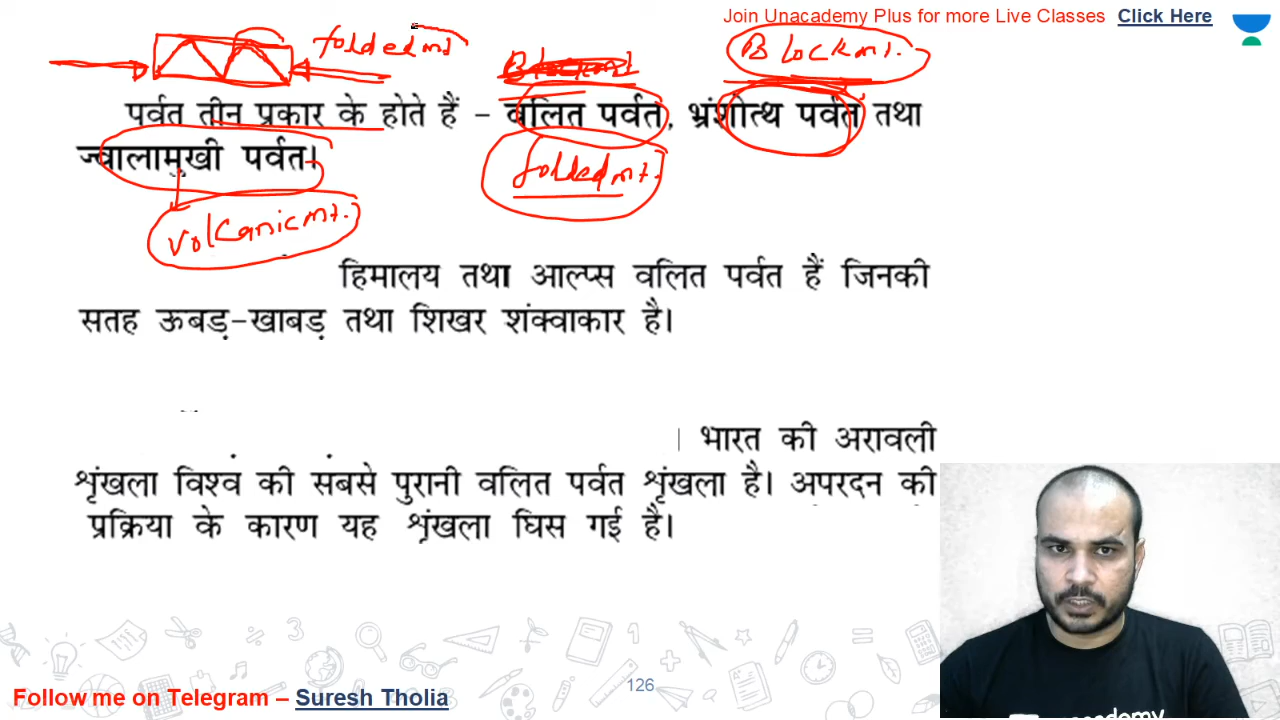 Join Unacademy Plus for more Live Classes Click Here
folded mt
Block mt.
पर्वत तीन प्रकार के होते हैं - वलित पर्वत, भ्रंशोत्थ पर्वत तथा
ज्वालामुखी पर्वत।
folded mt.
volcanic mt.
हिमालय तथा आल्प्स वलित पर्वत हैं जिनकी
सतह ऊबड़-खाबड़ तथा शिखर शंक्वाकार है।
। भारत की अरावली
शृंखला विश्व की सबसे पुरानी वलित पर्वत शृंखला है। अपरदन की
प्रक्रिया के कारण यह शृंखला घिस गई है।
126
Follow me on Telegram – Suresh Tholia